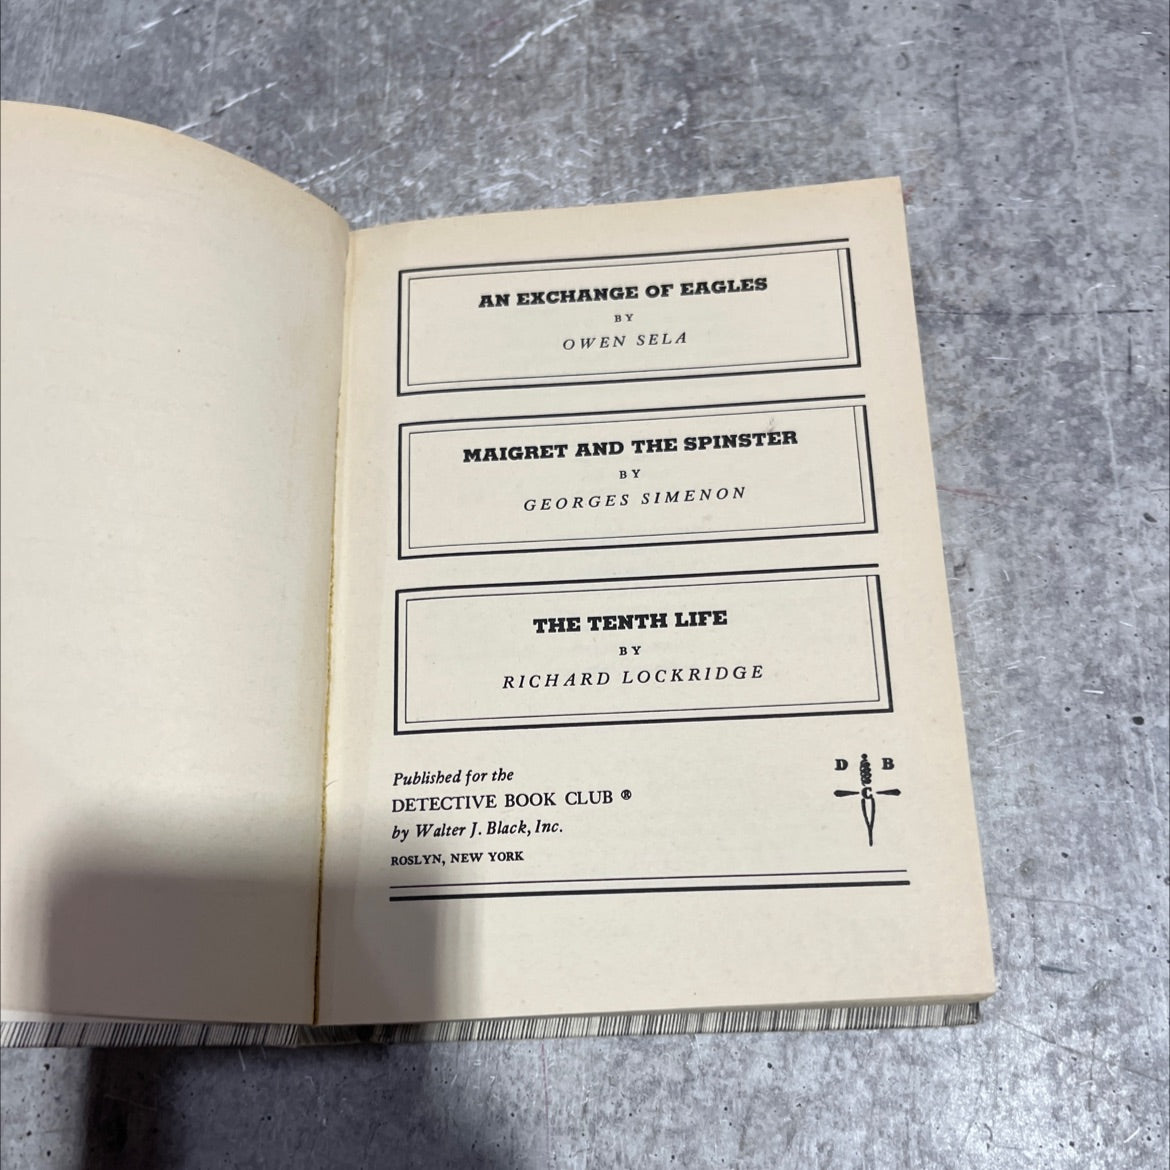 AN EXCHANGE OF EAGLES
BY
OWEN SELA
MAIGRET AND THE SPINSTER
BY
GEORGES SIMENON
THE TENTH LIFE
BY
RICHARD LOCKRIDGE
Published for the
DETECTIVE BOOK CLUB ®
by Walter J. Black, Inc.
ROSLYN, NEW YORK
D B
C